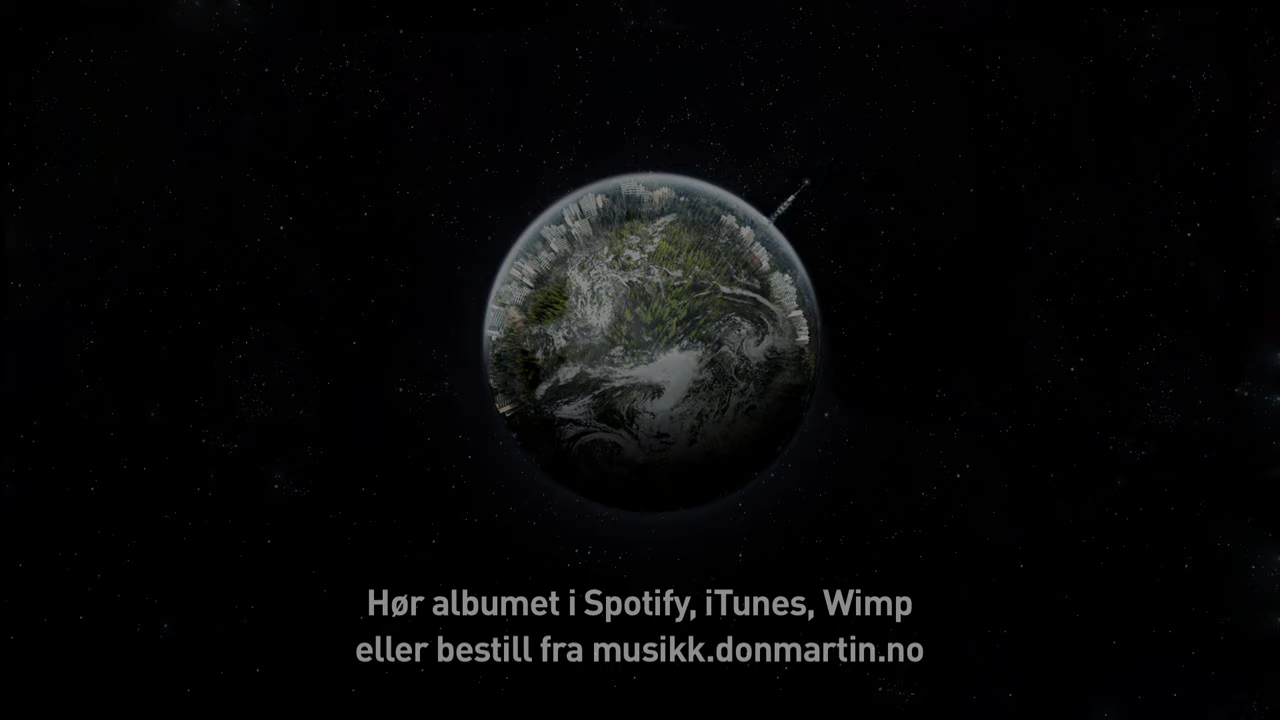 Hør albumet i Spotify, iTunes, Wimp
eller bestill fra musikk.donmartin.no